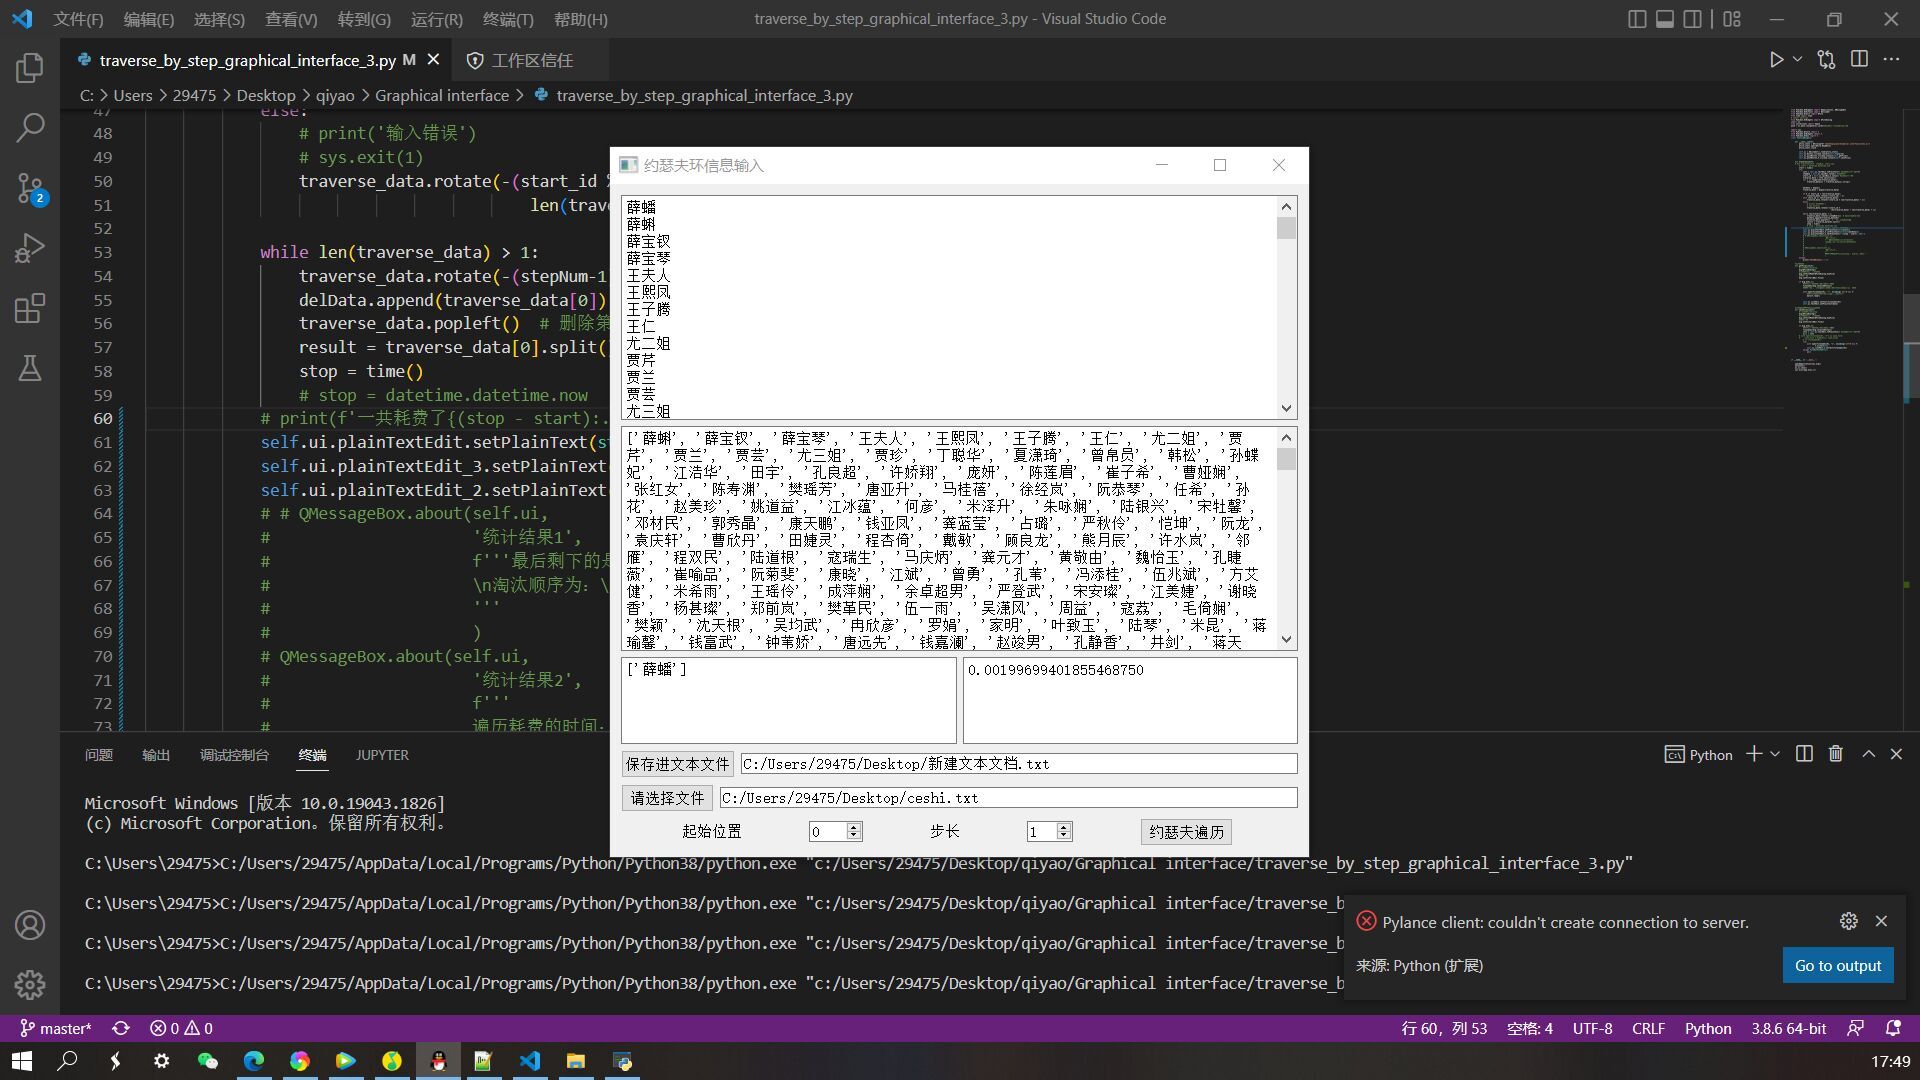 文件(F) 编辑(E) 选择(S) 查看(V) 转到(G) 运行(R) 终端(T) 帮助(H)
traverse_by_step_graphical_interface_3.py - Visual Studio Code
traverse_by_step_graphical_interface_3.py M
工作区信任
C: > Users > 29475 > Desktop > qiyao > Graphical interface > traverse_by_step_graphical_interface_3.py
47 else:
48 # print('输入错误')
49 # sys.exit(1)
50 traverse_data.rotate(-(start_id %
51 len(trave
52
53 while len(traverse_data) > 1:
54 traverse_data.rotate(-(stepNum-1
55 delData.append(traverse_data[0])
56 traverse_data.popleft() # 删除第
57 result = traverse_data[0].split(
58 stop = time()
59 # stop = datetime.datetime.now
60 # print(f'一共耗费了{(stop - start):.
61 self.ui.plainTextEdit.setPlainText(st
62 self.ui.plainTextEdit_3.setPlainText(
63 self.ui.plainTextEdit_2.setPlainText(
64 # # QMessageBox.about(self.ui,
65 # '统计结果1',
66 # f'''最后剩下的是
67 # \n淘汰顺序为：\
68 # '''
69 # )
70 # QMessageBox.about(self.ui,
71 # '统计结果2',
72 # f'''
73 # 遍历耗费的时间.
约瑟夫环信息输入
薛蟠
薛蝌
薛宝钗
薛宝琴
王夫人
王熙凤
王子腾
王仁
尤二姐
贾芹
贾兰
贾芸
尤三姐
['薛蝌', '薛宝钗', '薛宝琴', '王夫人', '王熙凤', '王子腾', '王仁', '尤二姐', '贾
芹', '贾兰', '贾芸', '尤三姐', '贾珍', '丁聪华', '夏潇琦', '曾帛员', '韩松', '孙蝶
妃', '江浩华', '田宇', '孔良超', '许娇翔', '庞妍', '陈莲眉', '崔子希', '曹娅娴',
'张红女', '陈寿渊', '樊瑶芳', '唐亚升', '马桂蓓', '徐经岚', '阮恭琴', '任希', '孙
花', '赵美珍', '姚道益', '江冰蕴', '何彦', '米泽升', '朱咏娴', '陆银兴', '宋牡馨',
'邓材民', '郭秀晶', '康天鹏', '钱亚凤', '龚蓝莹', '占璐', '严秋伶', '恺坤', '阮龙',
'袁庆轩', '曹欣丹', '田婕灵', '程杏倚', '戴敏', '顾良龙', '熊月辰', '许水岚', '邹
雁', '程双民', '陆道根', '寇瑞生', '马庆炳', '龚元才', '黄敬由', '魏怡玉', '孔睫
薇', '崔喻品', '阮菊斐', '康晓', '江斌', '曾勇', '孔苇', '冯添桂', '伍兆斌', '方艾
健', '米希雨', '王瑶伶', '成萍娴', '余卓超男', '严登武', '宋安璨', '江美婕', '谢晓
香', '杨甚璨', '郑前岚', '樊革民', '伍一雨', '吴潇风', '周益', '寇荔', '毛倚娴',
'樊颖', '沈天根', '吴均武', '冉欣彦', '罗娟', '家明', '叶致玉', '陆琴', '米昆', '蒋
瑜馨', '钱富武', '钟苇娇', '唐远先', '钱嘉澜', '赵竣男', '孔静香', '井剑', '蒋天
['薛蟠']
0.00199699401855468750
保存进文本文件 C:/Users/29475/Desktop/新建文本文档.txt
请选择文件 C:/Users/29475/Desktop/ceshi.txt
起始位置 0 步长 1 约瑟夫遍历
问题 输出 调试控制台 终端 JUPYTER
Python
Microsoft Windows [版本 10.0.19043.1826]
(c) Microsoft Corporation。保留所有权利。
C:\Users\29475>C:/Users/29475/AppData/Local/Programs/Python/Python38/python.exe "c:/Users/29475/Desktop/qiyao/Graphical interface/traverse_by_step_graphical_interface_3.py"
C:\Users\29475>C:/Users/29475/AppData/Local/Programs/Python/Python38/python.exe "c:/Users/29475/Desktop/qiyao/Graphical interface/traverse_b
C:\Users\29475>C:/Users/29475/AppData/Local/Programs/Python/Python38/python.exe "c:/Users/29475/Desktop/qiyao/Graphical interface/traverse_b
C:\Users\29475>C:/Users/29475/AppData/Local/Programs/Python/Python38/python.exe "c:/Users/29475/Desktop/qiyao/Graphical interface/traverse_b
Pylance client: couldn't create connection to server.
来源: Python (扩展)
Go to output
2
master* 0 0
行 60，列 53 空格: 4 UTF-8 CRLF Python 3.8.6 64-bit
17:49